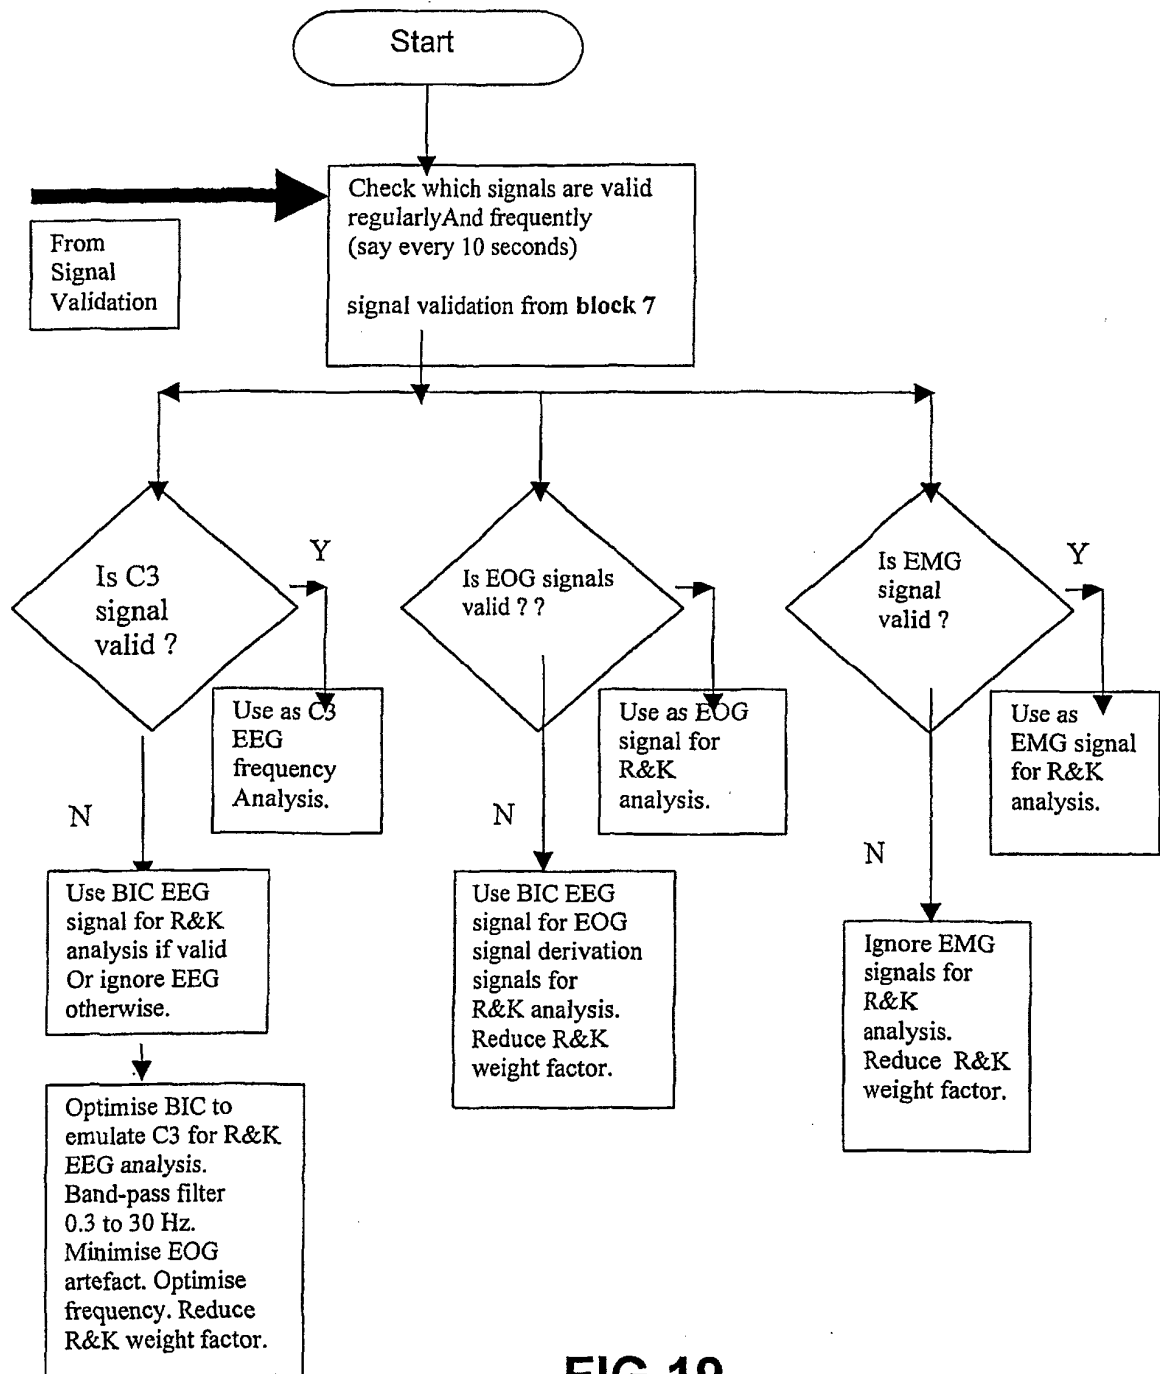 Start
Check which signals are valid
regularlyAnd frequently
(say every 10 seconds)
signal validation from block 7
From
Signal
Validation
Is C3
signal
valid ?
Y
Is EOG signals
valid ? ?
Is EMG
signal
valid ?
Y
Use as C3
EEG
frequency
Analysis.
Use as EOG
signal for
R&K
analysis.
Use as
EMG signal
for R&K
analysis.
N
N
N
Use BIC EEG
signal for R&K
analysis if valid
Or ignore EEG
otherwise.
Use BIC EEG
signal for EOG
signal derivation
signals for
R&K analysis.
Reduce R&K
weight factor.
Ignore EMG
signals for
R&K
analysis.
Reduce R&K
weight factor.
Optimise BIC to
emulate C3 for R&K
EEG analysis.
Band-pass filter
0.3 to 30 Hz.
Minimise EOG
artefact. Optimise
frequency. Reduce
R&K weight factor.
FIG 19